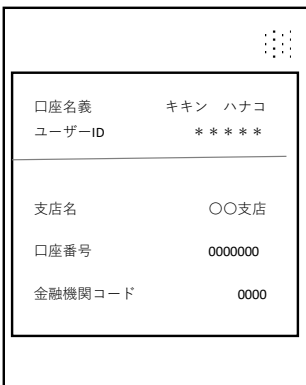 口座名義 キキン ハナコ
ユーザーID *****
支店名 〇〇支店
口座番号 0000000
金融機関コード 0000